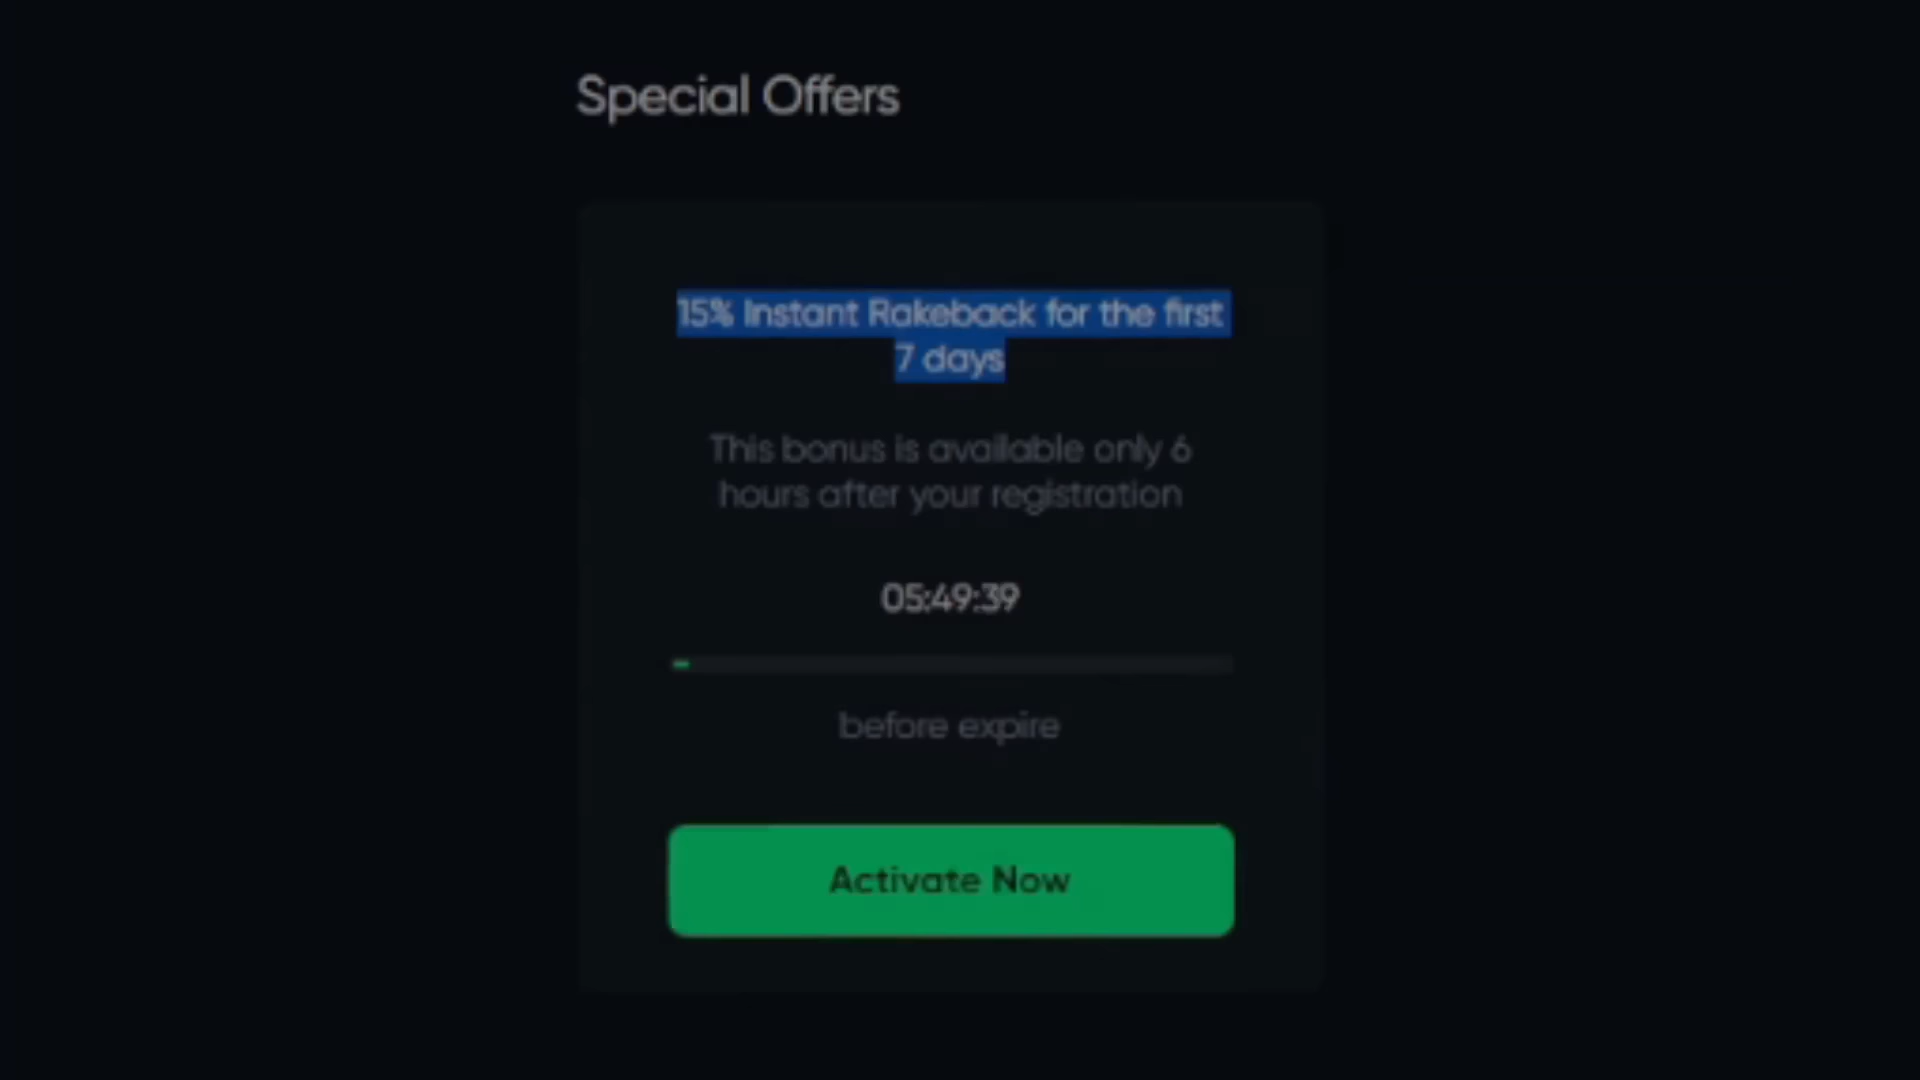 Special Offers
15% Instant Rakeback for the first
7 days
This bonus is available only 6
hours after your registration
05:49:39
before expire
Activate Now